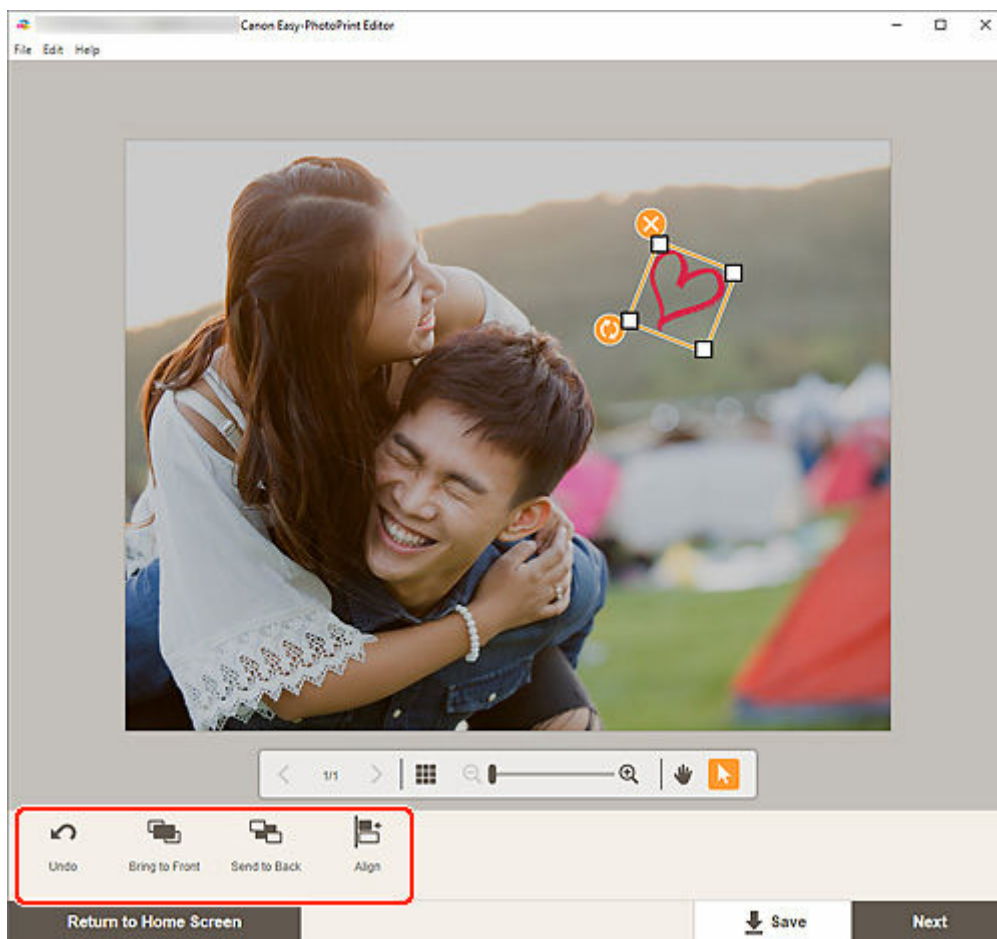 Canon Easy-PhotoPrint Editor
File Edit Help
1/1
Undo Bring to Front Send to Back Align
Return to Home Screen Save Next